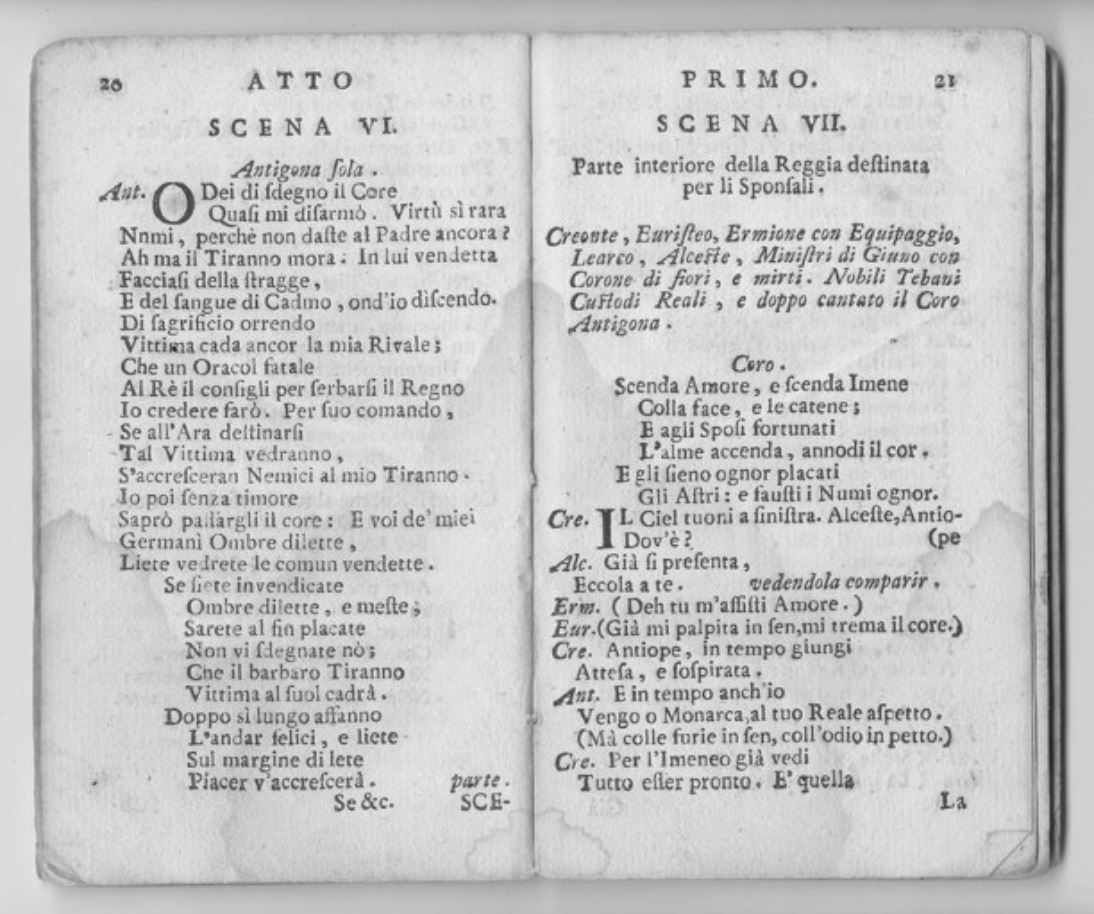 20 ATTO
SCENA VI.
Antigona ſola.
Ant. O Dei di ſdegno il Core
Quaſi mi diſarmò. Virtù sì rara
Nnmi, perchè non daſte al Padre ancora?
Ah ma il Tiranno mora. In lui vendetta
Facciaſi della ſtragge,
E del ſangue di Cadmo, ond'io diſcendo.
Di ſagrificio orrendo
Vittima cada ancor la mia Rivale;
Che un Oracol fatale
Al Rè il conſigli per ſerbarſi il Regno
Io credere farò. Per ſuo comando,
Se all'Ara deſtinarſi
Tal Vittima vedranno,
S'accreſceran Nemici al mio Tiranno.
Io poi ſenza timore
Saprò paſſargli il core: E voi de' miei
Germani Ombre dilette,
Liete vedrete le comun vendette.
Se ſiete invendicate
Ombre dilette, e meſte;
Sarete al fin placate
Non vi ſdegnate nò;
Che il barbaro Tiranno
Vittima al ſuol cadrà.
Doppo sì lungo affanno
L'andar felici, e liete
Sul margine di lete
Piacer v'accreſcerà. parte.
Se &c. SCE-
PRIMO. 21
SCENA VII.
Parte interiore della Reggia deſtinata
per li Sponſali.
Creonte, Euriſteo, Ermione con Equipaggio,
Learco, Alceſte, Miniſtri di Giuno con
Corone di fiori, e mirti. Nobili Tebani
Cuſtodi Reali, e doppo cantato il Coro
Antigona.
Coro.
Scenda Amore, e ſcenda Imene
Colla face, e le catene;
E agli Spoſi fortunati
L'alme accenda, annodi il cor.
E gli ſieno ognor placati
Gli Aſtri: e fauſti i Numi ognor.
Cre. IL Ciel tuoni a ſiniſtra. Alceſte, Antio-
Dov'è? (pe
Alc. Già ſi preſenta,
Eccola a te. vedendola comparir.
Erm. (Deh tu m'aſſiſti Amore.)
Eur. (Già mi palpita in ſen, mi trema il core.)
Cre. Antiope, in tempo giungi
Atteſa, e ſoſpirata.
Ant. E in tempo anch'io
Vengo o Monarca, al tuo Reale aſpetto.
(Mà colle furie in ſen, coll'odio in petto.)
Cre. Per l'Imeneo già vedi
Tutto eſſer pronto. E' quella
La